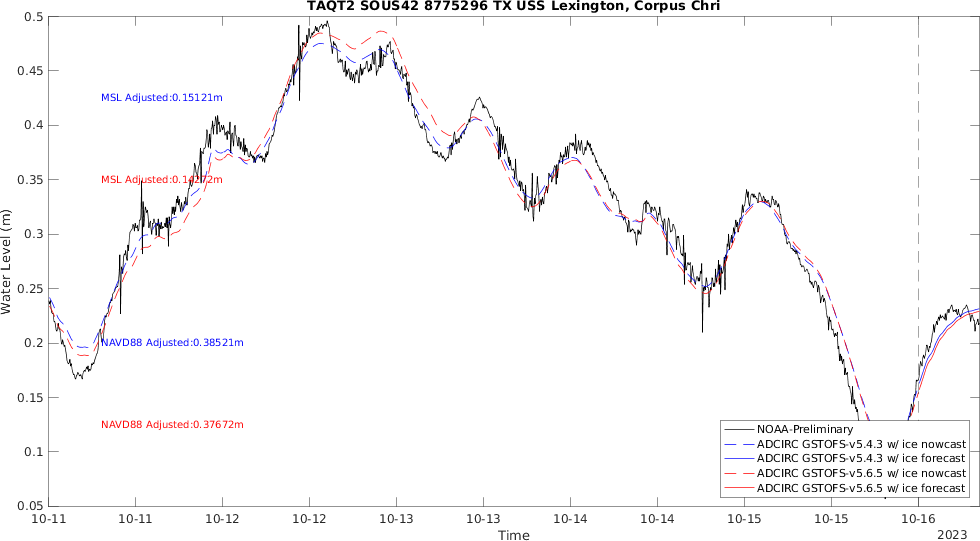 TAQT2 SOUS42 8775296 TX USS Lexington, Corpus Chri
0.5
0.45
0.4
0.35
0.3
0.25
0.2
0.15
0.1
0.05
Water Level (m)
MSL Adjusted:0.15121m
MSL Adjusted:0.14272m
NAVD88 Adjusted:0.38521m
NAVD88 Adjusted:0.37672m
NOAA-Preliminary
ADCIRC GSTOFS-v5.4.3 w/ ice nowcast
ADCIRC GSTOFS-v5.4.3 w/ ice forecast
ADCIRC GSTOFS-v5.6.5 w/ ice nowcast
ADCIRC GSTOFS-v5.6.5 w/ ice forecast
10-11 10-11 10-12 10-12 10-13 10-13 10-14 10-14 10-15 10-15 10-16
Time
2023